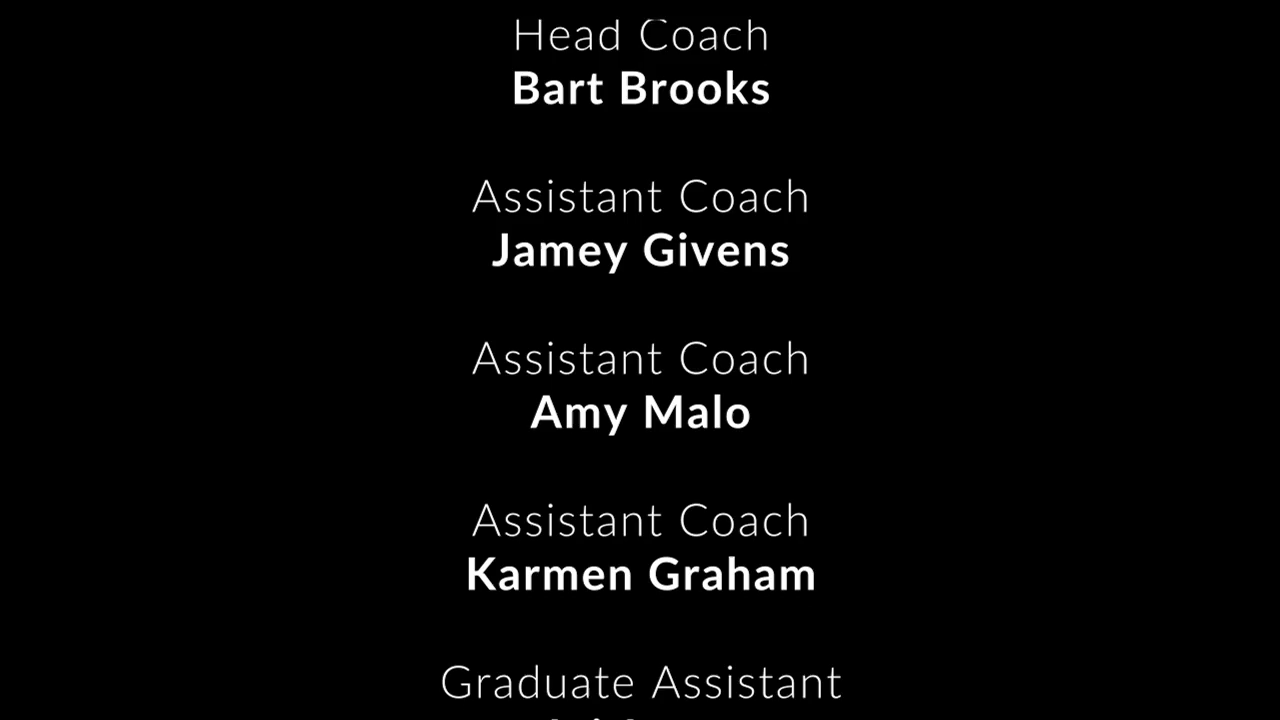 Head Coach
Bart Brooks
Assistant Coach
Jamey Givens
Assistant Coach
Amy Malo
Assistant Coach
Karmen Graham
Graduate Assistant